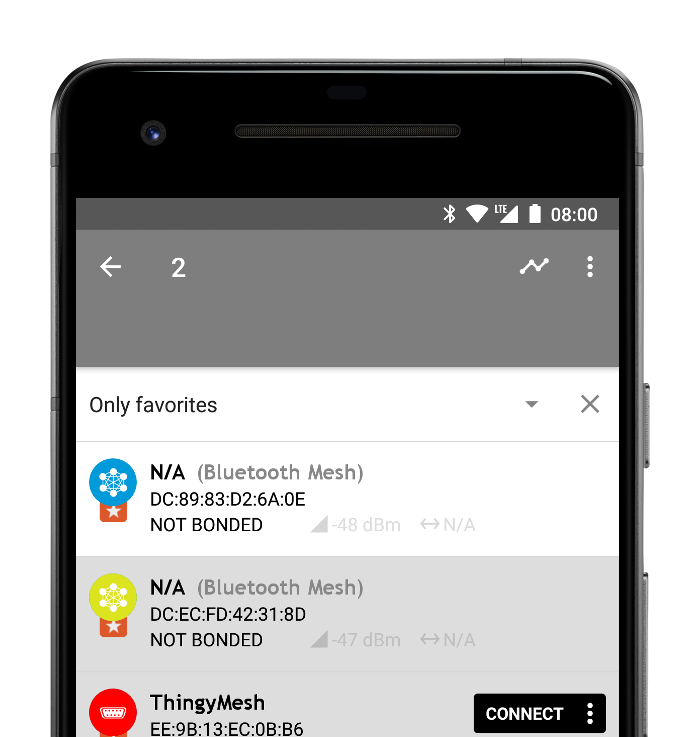 LTE 08:00
2
Only favorites
N/A (Bluetooth Mesh)
DC:89:83:D2:6A:0E
NOT BONDED -48 dBm N/A
N/A (Bluetooth Mesh)
DC:EC:FD:42:31:8D
NOT BONDED -47 dBm N/A
ThingyMesh
CONNECT
EE:9B:13:EC:0B:B6